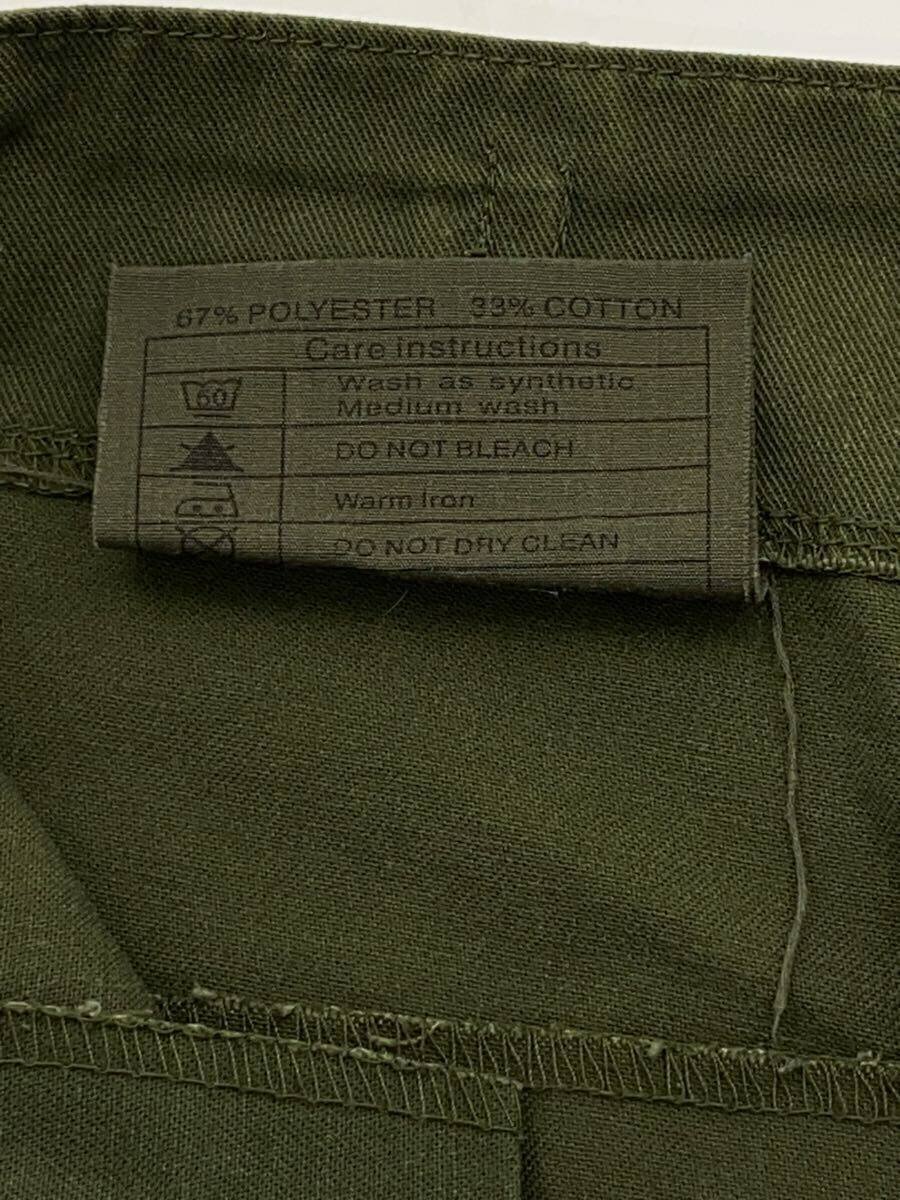 67% POLYESTER 33% COTTON
Care instructions
60
Wash as synthetic
Medium wash
DO NOT BLEACH
Warm Iron
DO NOT DRY CLEAN